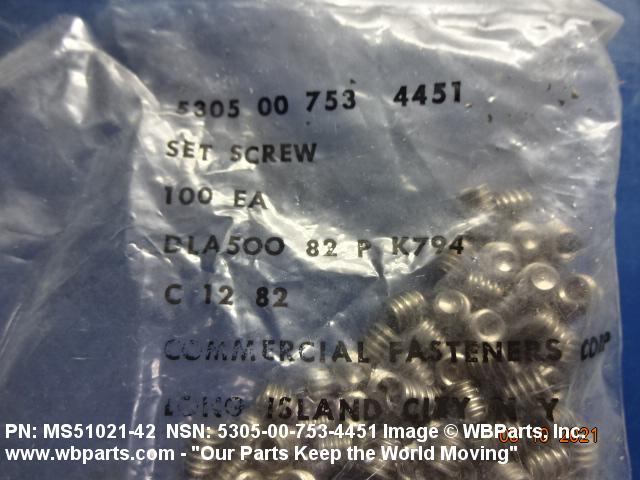 5305 00 753 4451
SET SCREW
100 EA
DLA500 82 P K794
C 12 82
COMMERCIAL FASTENERS CORP
LONG ISLAND CITY N Y
PN: MS51021-42 NSN: 5305-00-753-4451 Image © WBParts, Inc.
2021
www.wbparts.com - "Our Parts Keep the World Moving"